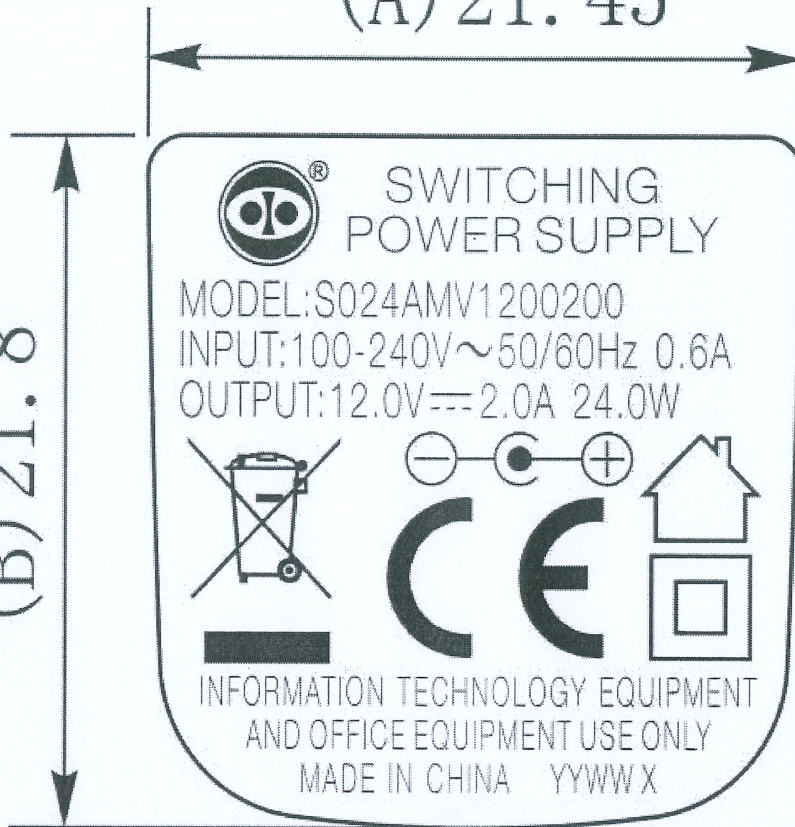 (A) 21. 45
®
SWITCHING
POWER SUPPLY
MODEL:S024AMV1200200
INPUT:100-240V~50/60Hz 0.6A
OUTPUT:12.0V⎓2.0A 24.0W
(B) 21. 8
CE
INFORMATION TECHNOLOGY EQUIPMENT
AND OFFICE EQUIPMENT USE ONLY
MADE IN CHINA YYWW X